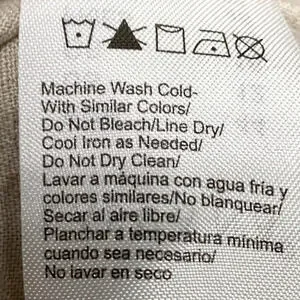 Machine Wash Cold-
With Similar Colors/
Do Not Bleach/Line Dry/
Cool Iron as Needed/
Do Not Dry Clean/
Lavar a máquina con agua fría y
colores similares/No blanquear/
Secar al aire libre/
Planchar a temperatura mínima
cuando sea necesario/
No lavar en seco